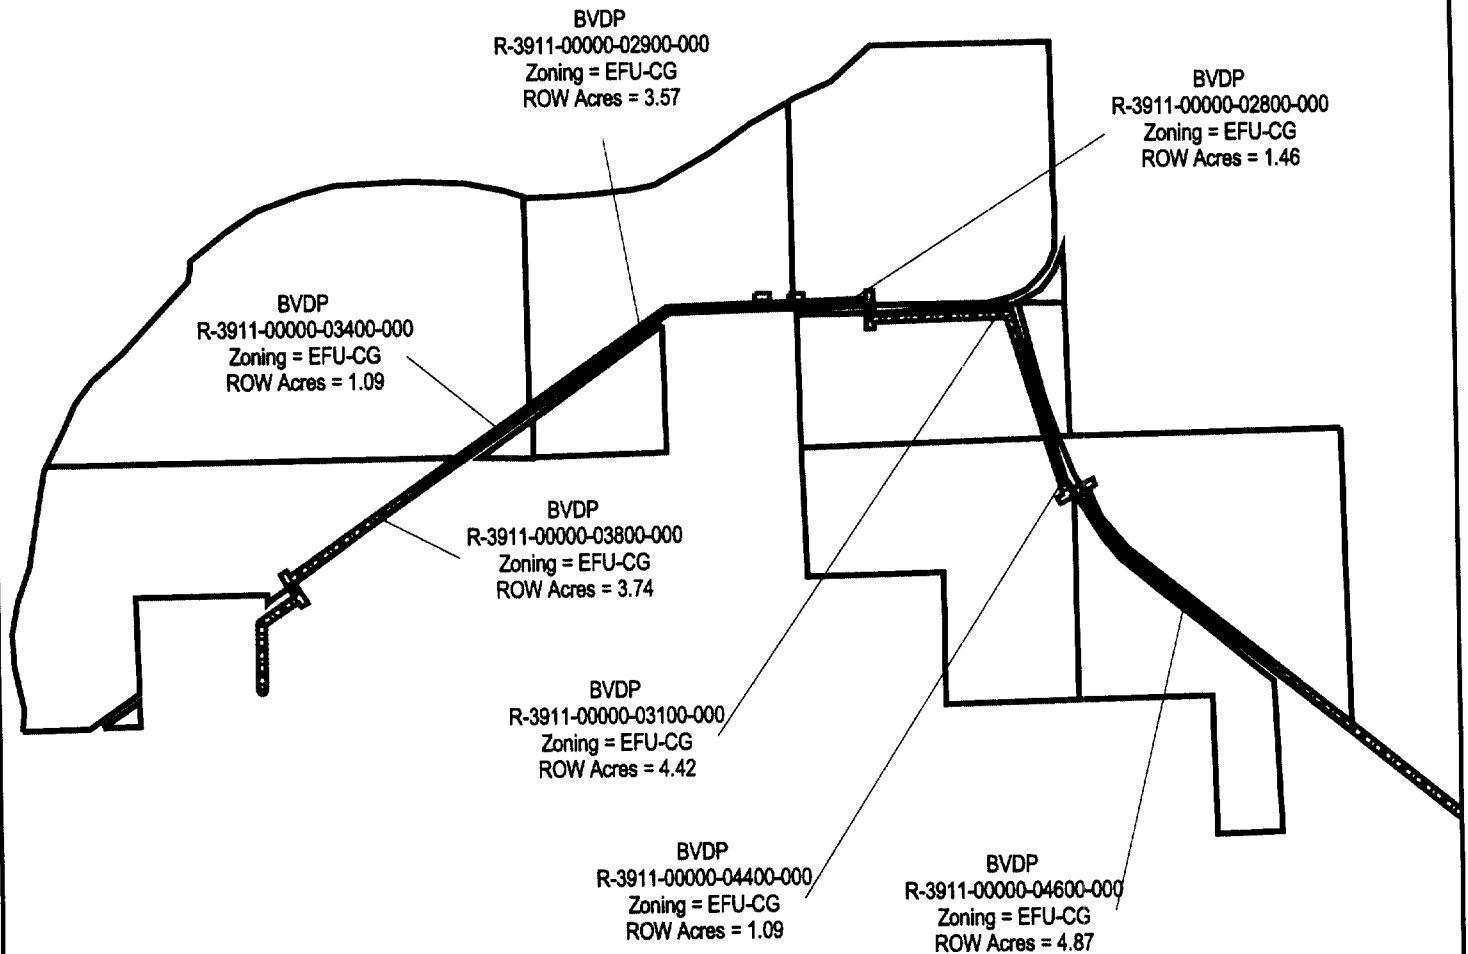 BVDP
R-3911-00000-02900-000
Zoning = EFU-CG
ROW Acres = 3.57
BVDP
R-3911-00000-02800-000
Zoning = EFU-CG
ROW Acres = 1.46
BVDP
R-3911-00000-03400-000
Zoning = EFU-CG
ROW Acres = 1.09
BVDP
R-3911-00000-03800-000
Zoning = EFU-CG
ROW Acres = 3.74
BVDP
R-3911-00000-03100-000
Zoning = EFU-CG
ROW Acres = 4.42
BVDP
R-3911-00000-04400-000
Zoning = EFU-CG
ROW Acres = 1.09
BVDP
R-3911-00000-04600-000
Zoning = EFU-CG
ROW Acres = 4.87